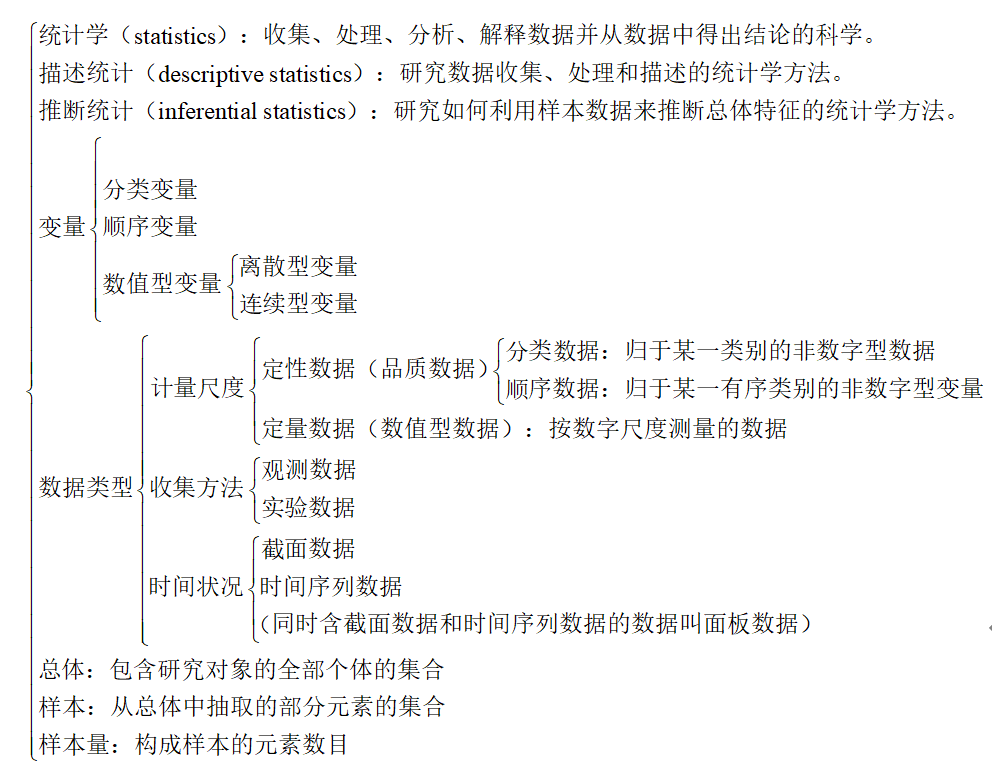 统计学（statistics）：收集、处理、分析、解释数据并从数据中得出结论的科学。
描述统计（descriptive statistics）：研究数据收集、处理和描述的统计学方法。
推断统计（inferential statistics）：研究如何利用样本数据来推断总体特征的统计学方法。
变量
分类变量
顺序变量
数值型变量
离散型变量
连续型变量
数据类型
计量尺度
定性数据（品质数据）
分类数据：归于某一类别的非数字型数据
顺序数据：归于某一有序类别的非数字型变量
定量数据（数值型数据）：按数字尺度测量的数据
收集方法
观测数据
实验数据
时间状况
截面数据
时间序列数据
（同时含截面数据和时间序列数据的数据叫面板数据）
总体：包含研究对象的全部个体的集合
样本：从总体中抽取的部分元素的集合
样本量：构成样本的元素数目